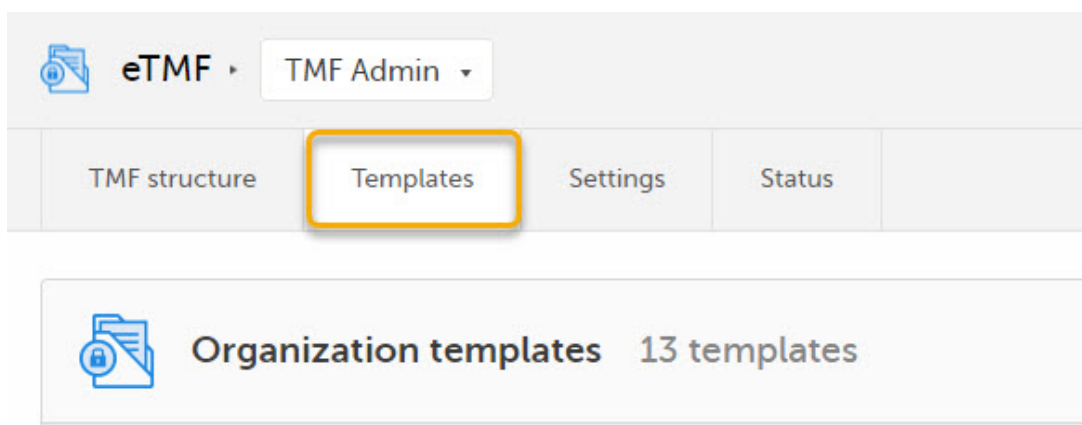 eTMF TMF Admin
TMF structure Templates Settings Status
Organization templates 13 templates